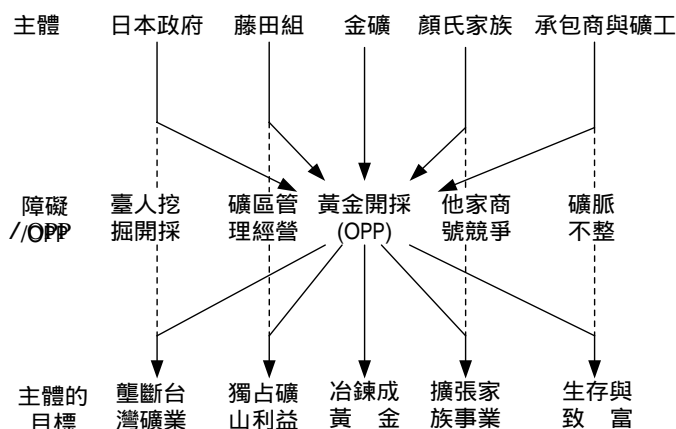 主體 日本政府 藤田組 金礦 顏氏家族 承包商與礦工
障礙 臺人挖 礦區管 黃金開採 他家商 礦脈
//OPP 掘開採 理經營 (OPP) 號競爭 不整
主體的 壟斷台 獨占礦 冶鍊成 擴張家 生存與
目標 灣礦業 山利益 黃 金 族事業 致 富